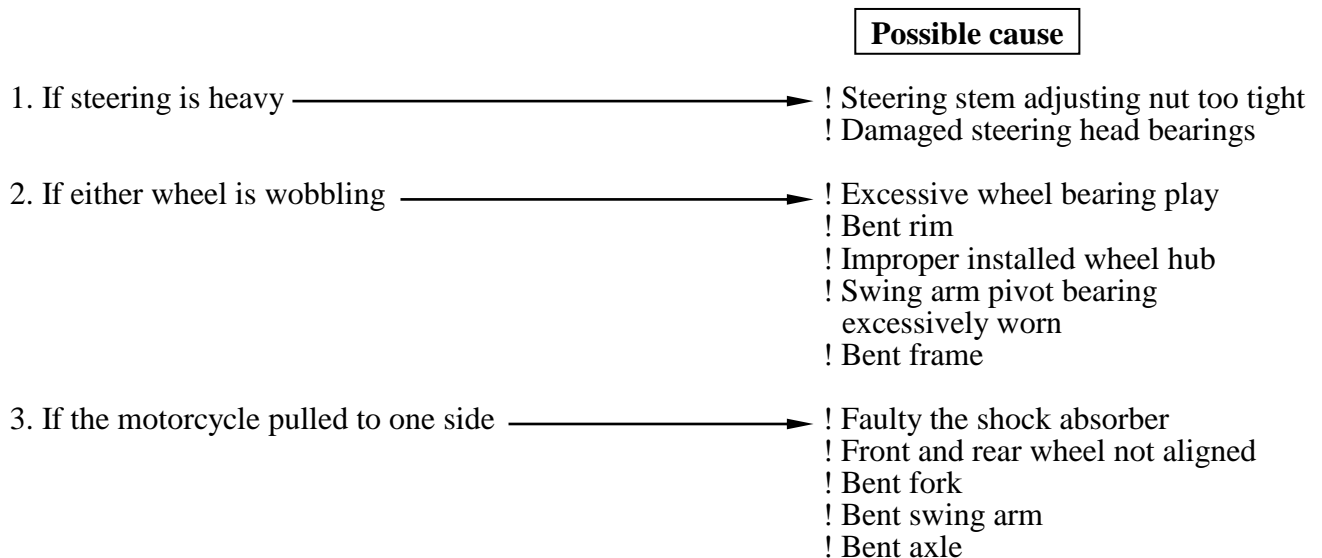 Possible cause
1. If steering is heavy ! Steering stem adjusting nut too tight
! Damaged steering head bearings
2. If either wheel is wobbling ! Excessive wheel bearing play
! Bent rim
! Improper installed wheel hub
! Swing arm pivot bearing
excessively worn
! Bent frame
3. If the motorcycle pulled to one side ! Faulty the shock absorber
! Front and rear wheel not aligned
! Bent fork
! Bent swing arm
! Bent axle